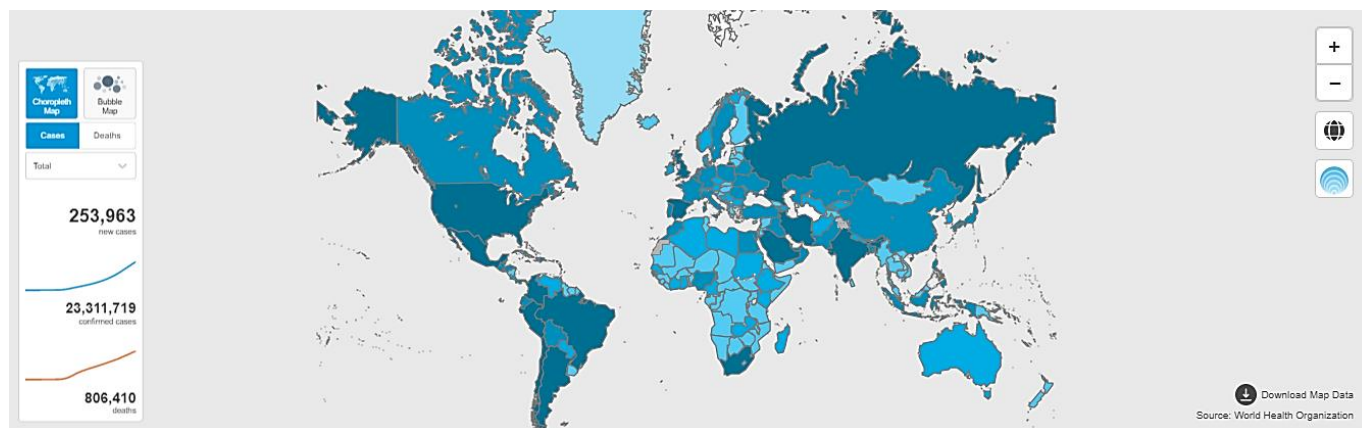 Choropleth
Map
Bubble
Map
Cases
Deaths
Total
253,963
new cases
23,311,719
confirmed cases
806,410
deaths
+
−
Download Map Data
Source: World Health Organization